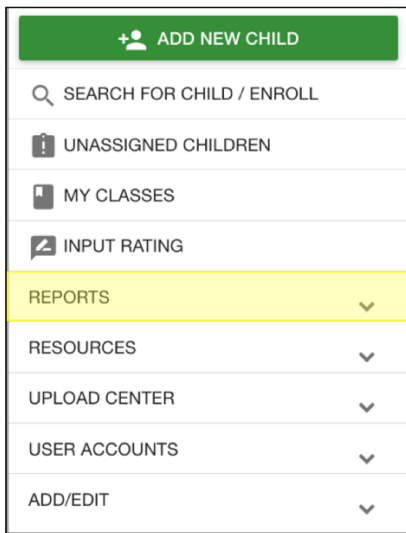 ADD NEW CHILD
SEARCH FOR CHILD / ENROLL
UNASSIGNED CHILDREN
MY CLASSES
INPUT RATING
REPORTS
RESOURCES
UPLOAD CENTER
USER ACCOUNTS
ADD/EDIT